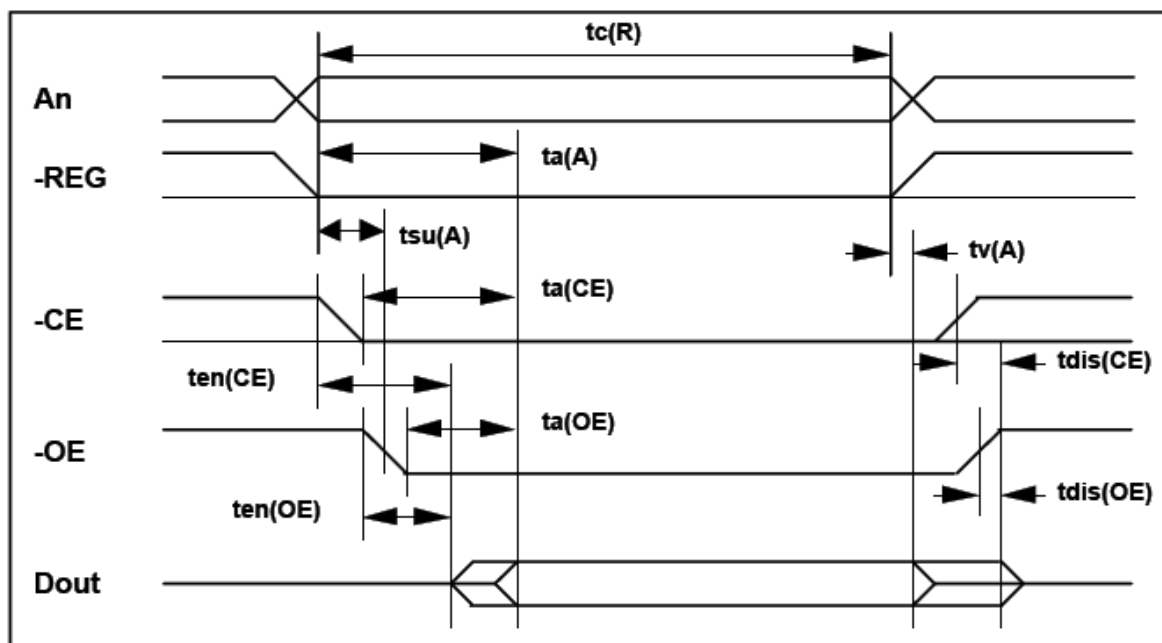 tc(R)
An
ta(A)
-REG
tsu(A)
tv(A)
ta(CE)
-CE
ten(CE)
tdis(CE)
ta(OE)
-OE
ten(OE)
tdis(OE)
Dout